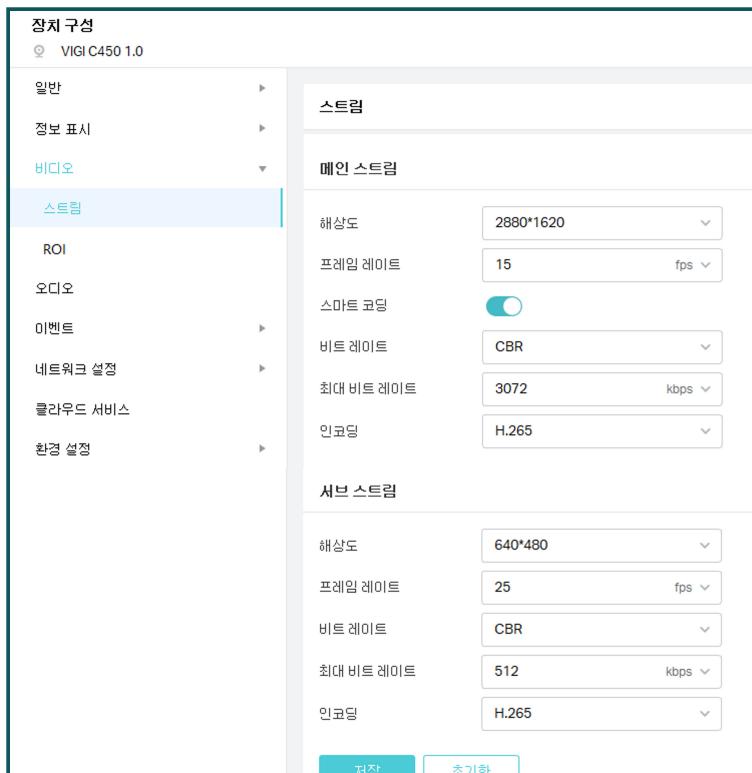 장치 구성
VIGI C450 1.0
일반
정보 표시
비디오
스트림
ROI
오디오
이벤트
네트워크 설정
클라우드 서비스
환경 설정
스트림
메인 스트림
해상도 2880*1620
프레임 레이트 15 fps
스마트 코딩
비트 레이트 CBR
최대 비트 레이트 3072 kbps
인코딩 H.265
서브 스트림
해상도 640*480
프레임 레이트 25 fps
비트 레이트 CBR
최대 비트 레이트 512 kbps
인코딩 H.265
저장 초기화